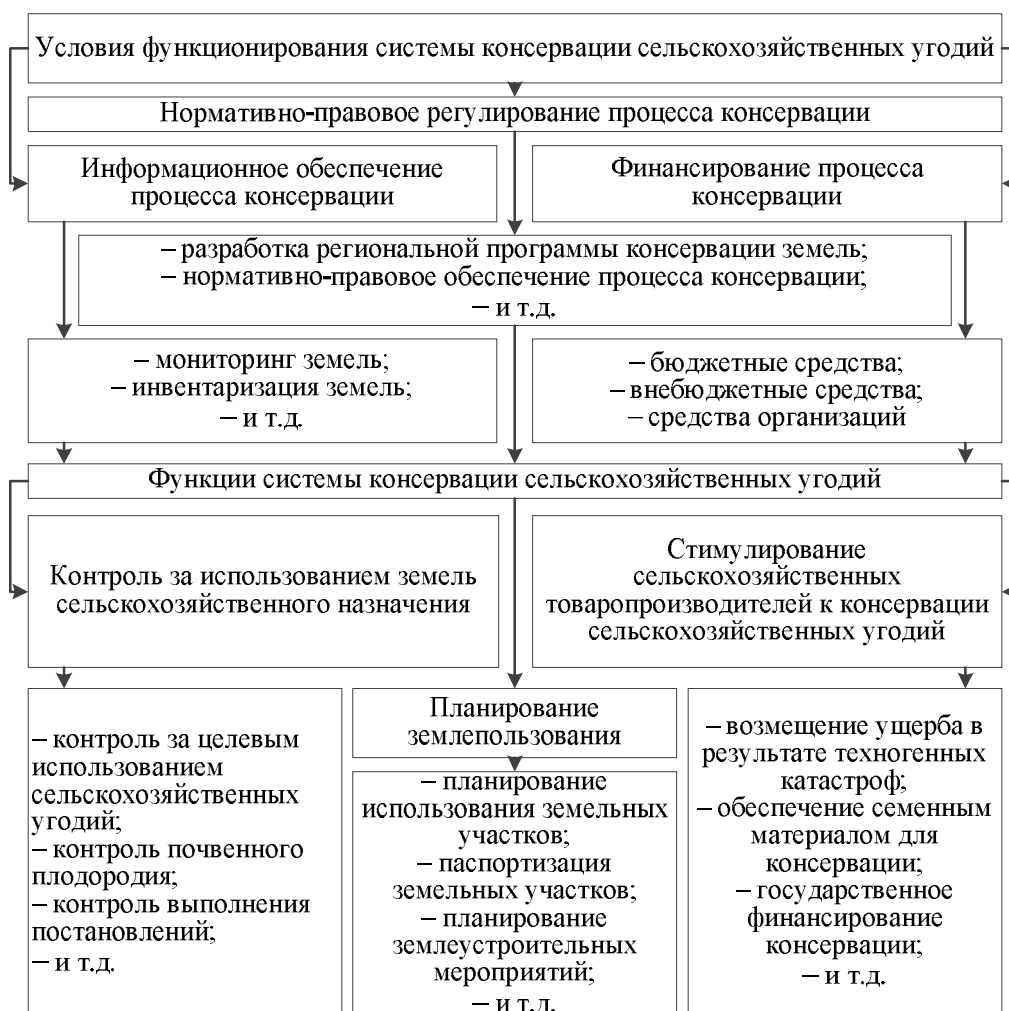 Условия функционирования системы консервации сельскохозяйственных угодий
Нормативно-правовое регулирование процесса консервации
Информационное обеспечение
процесса консервации
Финансирование процесса
консервации
– разработка региональной программы консервации земель;
– нормативно-правовое обеспечение процесса консервации;
– и т.д.
– мониторинг земель;
– инвентаризация земель;
– и т.д.
– бюджетные средства;
– внебюджетные средства;
– средства организаций
Функции системы консервации сельскохозяйственных угодий
Контроль за использованием земель
сельскохозяйственного назначения
Стимулирование
сельскохозяйственных
товаропроизводителей к консервации
сельскохозяйственных угодий
– контроль за целевым
использованием
сельскохозяйственных
угодий;
– контроль почвенного
плодородия;
– контроль выполнения
постановлений;
– и т.д.
Планирование
землепользования
– планирование
использования земельных
участков;
– паспортизация
земельных участков;
– планирование
землеустроительных
мероприятий;
– и т.д.
– возмещение ущерба в
результате техногенных
катастроф;
– обеспечение семенным
материалом для
консервации;
– государственное
финансирование
консервации;
– и т.д.